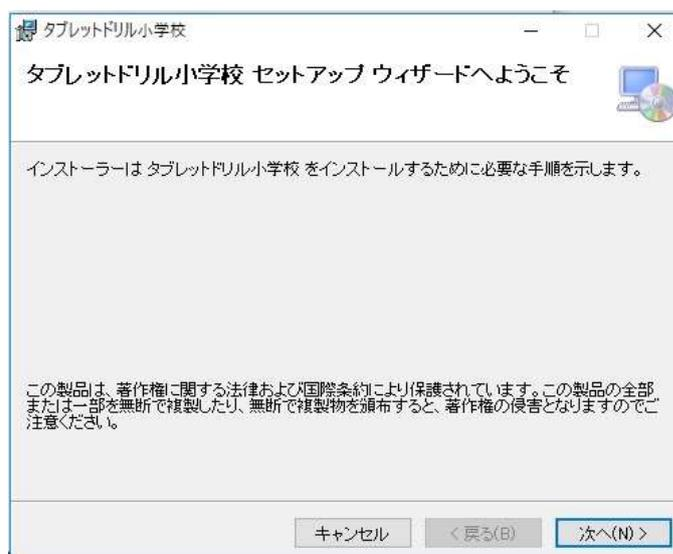 タブレットドリル小学校
タブレットドリル小学校 セットアップ ウィザードへようこそ
インストーラーは タブレットドリル小学校 をインストールするために必要な手順を示します。
この製品は、著作権に関する法律および国際条約により保護されています。この製品の全部
または一部を無断で複製したり、無断で複製物を頒布すると、著作権の侵害となりますのでご
注意ください。
キャンセル
< 戻る(B)
次へ(N) >